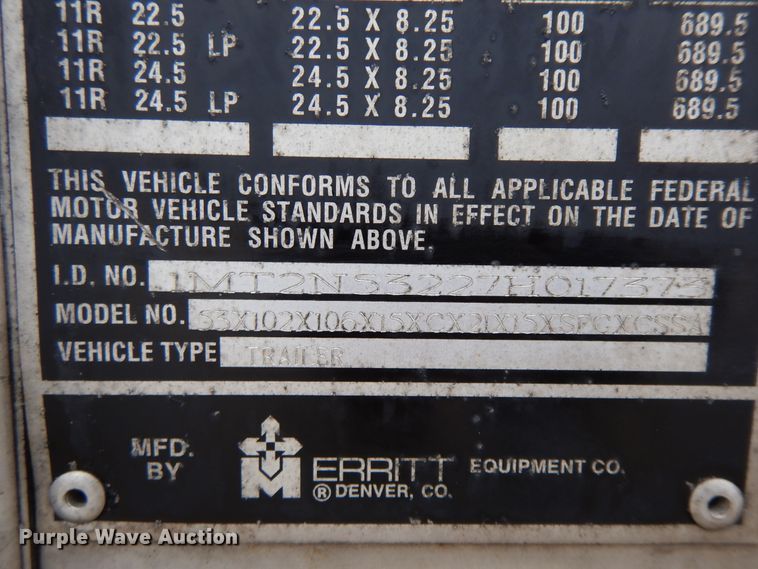 11R 22.5 22.5 X 8.25 100 689.5
11R 22.5 LP 22.5 X 8.25 100 689.5
11R 24.5 24.5 X 8.25 100 689.5
11R 24.5 LP 24.5 X 8.25 100 689.5
THIS VEHICLE CONFORMS TO ALL APPLICABLE FEDERAL
MOTOR VEHICLE STANDARDS IN EFFECT ON THE DATE OF
MANUFACTURE SHOWN ABOVE.
I.D. NO. 1MT2N53227H017373
MODEL NO. 53X102X106X15XCX21X15XSFCXCSSA
VEHICLE TYPE TRAILER
MFD. BY MERRITT EQUIPMENT CO.
® DENVER, CO.
Purple Wave Auction